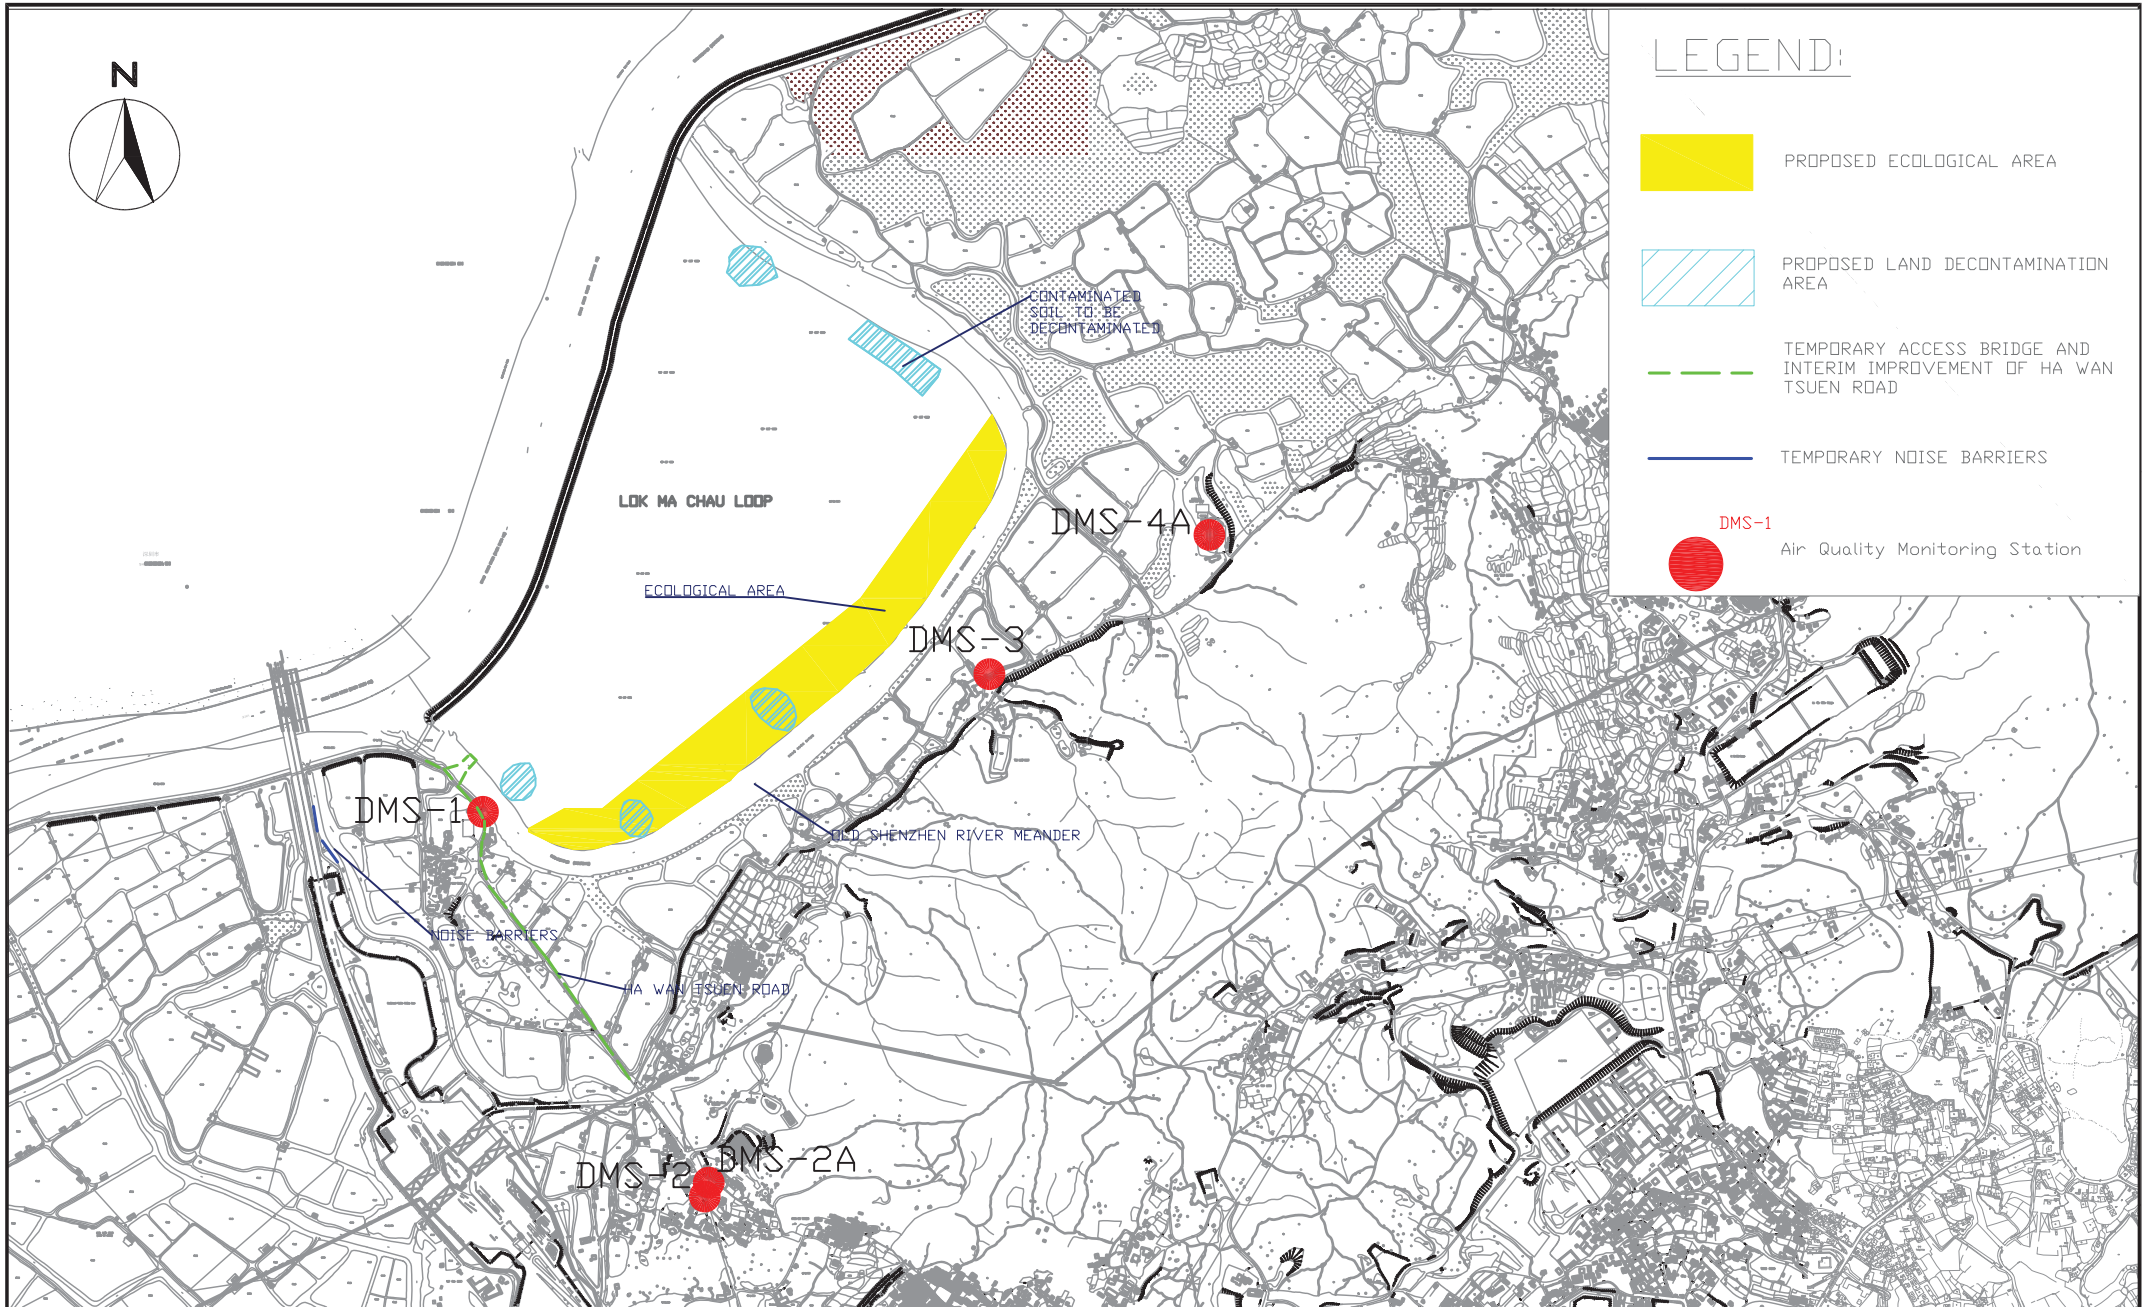 N
LEGEND:
PROPOSED ECOLOGICAL AREA
PROPOSED LAND DECONTAMINATION
AREA
TEMPORARY ACCESS BRIDGE AND
INTERIM IMPROVEMENT OF HA WAN
TSUEN ROAD
TEMPORARY NOISE BARRIERS
DMS-1
Air Quality Monitoring Station
CONTAMINATED
SOIL TO BE
DECONTAMINATED
LOK MA CHAU LOOP
DMS-4A
ECOLOGICAL AREA
DMS-3
DMS-1
OLD SHENZHEN RIVER MEANDER
NOISE BARRIERS
HA WAN TSUEN ROAD
DMS-2A
DMS-2